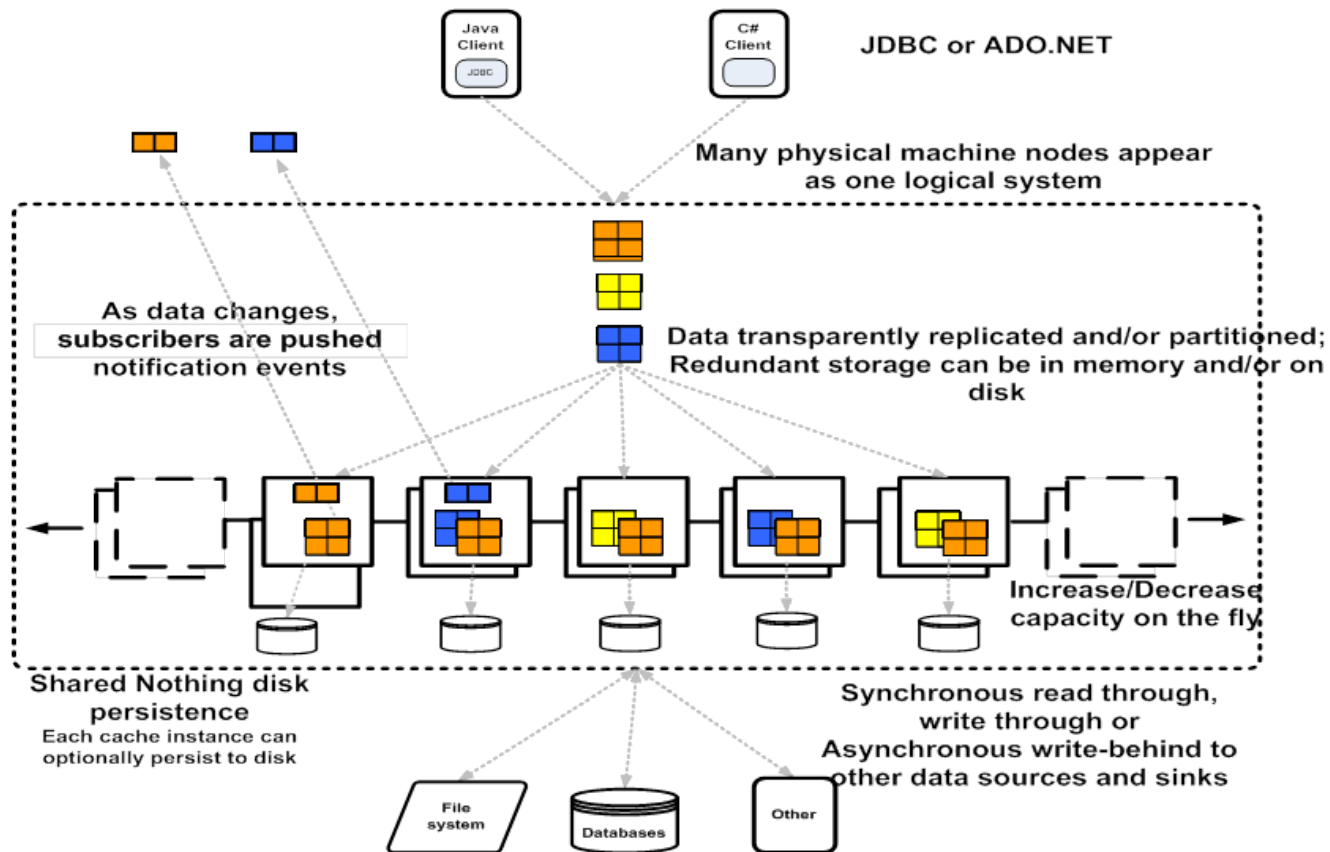 Java
Client
JDBC
C#
Client
JDBC or ADO.NET
Many physical machine nodes appear
as one logical system
As data changes,
subscribers are pushed
notification events
Data transparently replicated and/or partitioned;
Redundant storage can be in memory and/or on
disk
Increase/Decrease
capacity on the fly
Shared Nothing disk
persistence
Each cache instance can
optionally persist to disk
Synchronous read through,
write through or
Asynchronous write-behind to
other data sources and sinks
File
system
Databases
Other